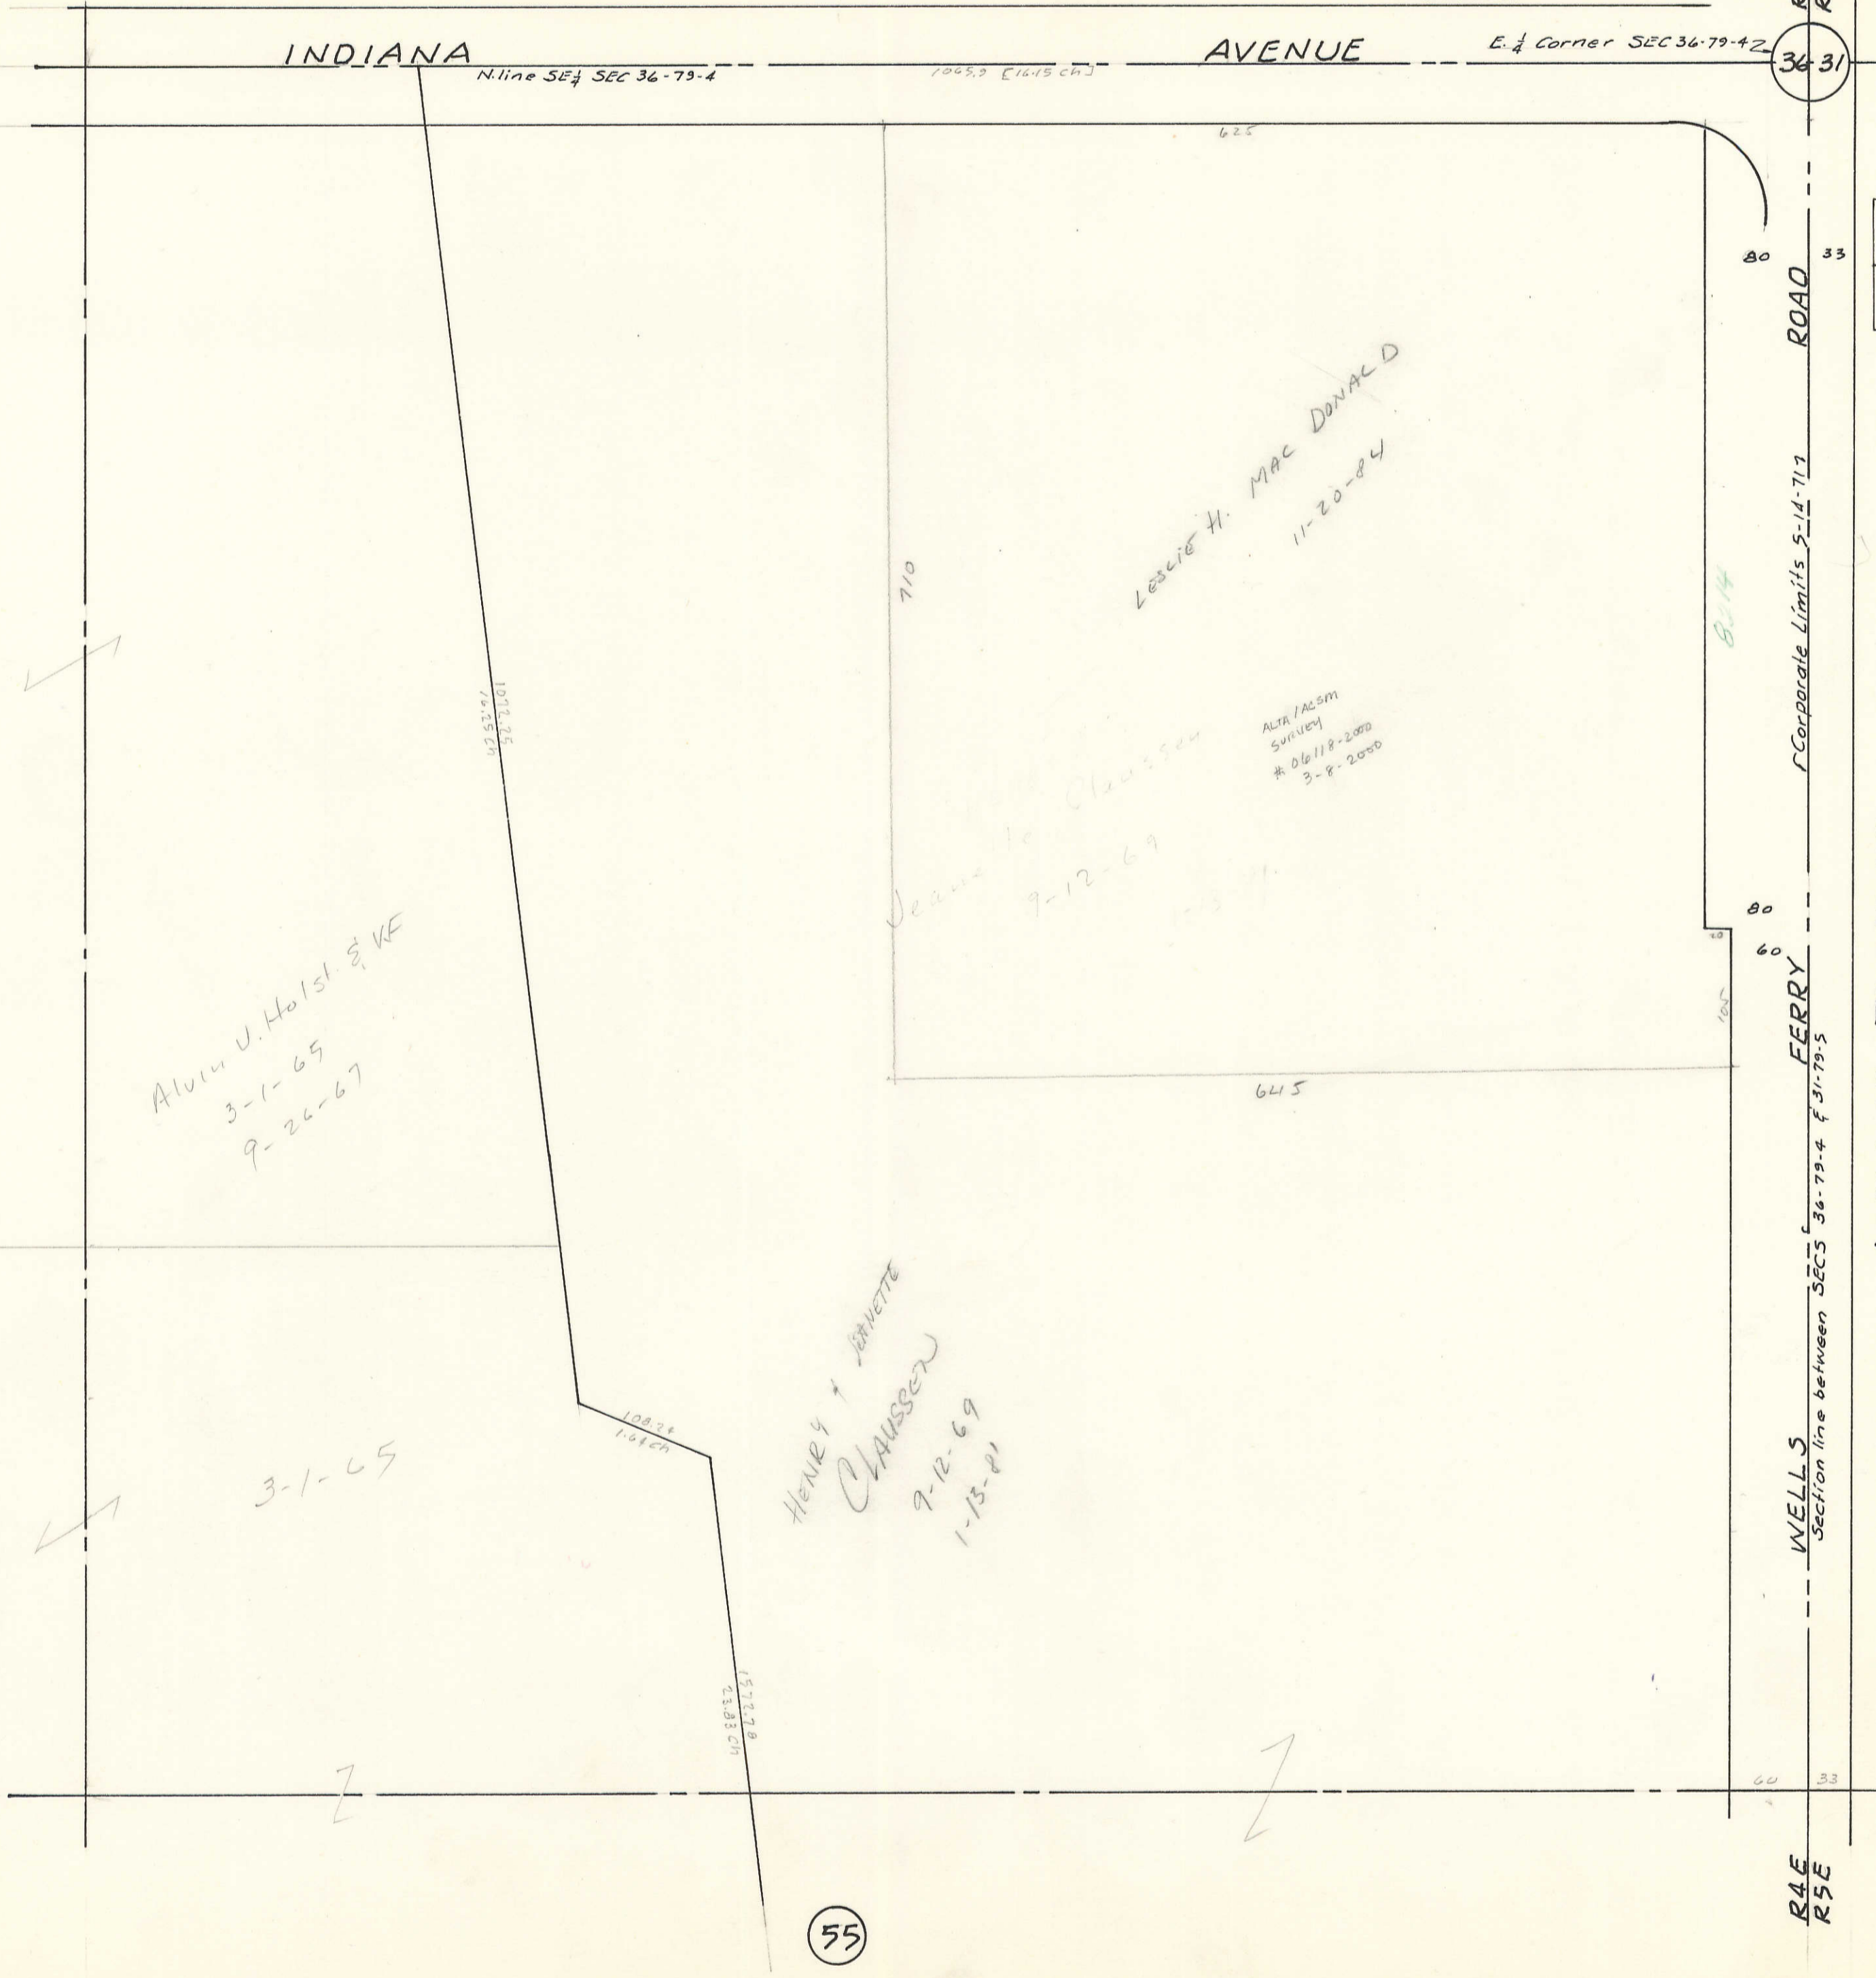 INDIANA AVENUE
E. ¼ Corner SEC 36-79-4
36 31
N. line SE¼ SEC 36-79-4
1065.9 [16.15 ch]
625
80
33
ROAD
LESLIE H. MAC DONALD
11-20-84
710
Corporate Limits 5-14-71
1072.25
16.25 ch
ALTA / ACSM
SURVEY
# 06118-2000
3-8-2000
Claussen
9-12-69
80
20
60
105
FERRY
Alvin V. Holst &
3-1-65
9-26-67
645
Section line between SECS 36-79-4 & 31-79-5
WELLS
HENRY & JEANETTE
CLAUSSEN
9-12-69
1-13-81
108.24
1.64 ch
3-1-65
1572.78
23.83 ch
60
33
R4E
R5E
55